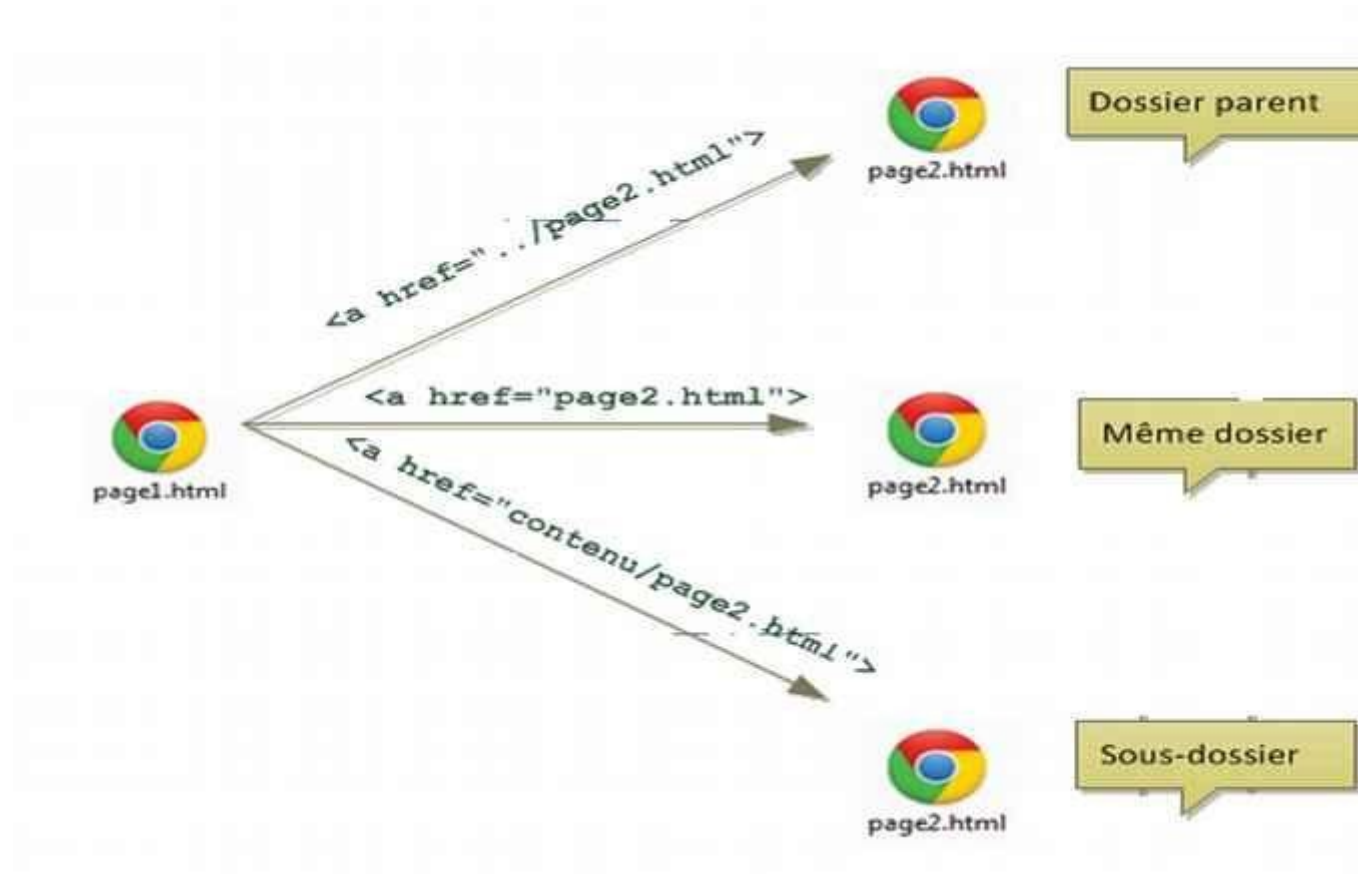 Dossier parent
page2.html
<a href="../page2.html">
<a href="page2.html">
Même dossier
page1.html
page2.html
<a href="contenu/page2.html">
Sous-dossier
page2.html